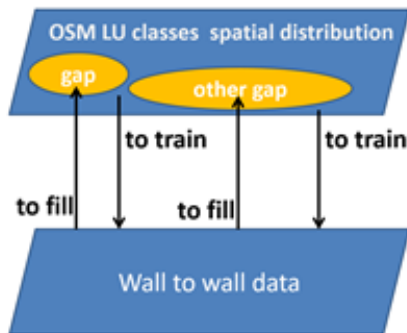 OSM LU classes spatial distribution
gap
other gap
to train
to train
to fill
to fill
Wall to wall data